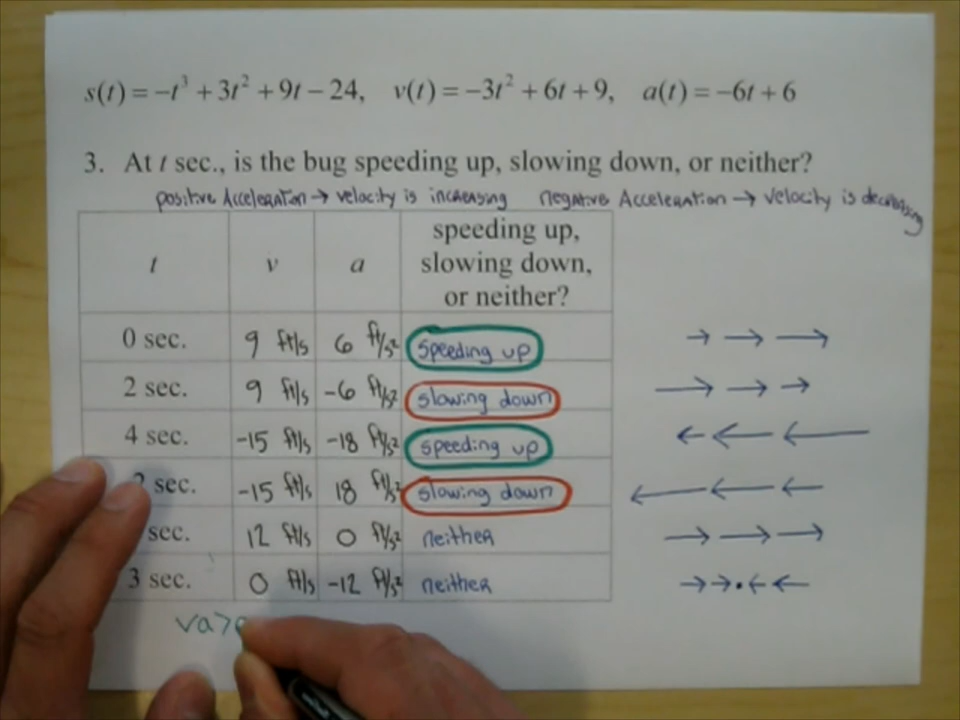 s(t) = −t³ + 3t² + 9t − 24, v(t) = −3t² + 6t + 9, a(t) = −6t + 6
3. At t sec., is the bug speeding up, slowing down, or neither?
positive Acceleration → velocity is increasing negative Acceleration → velocity is decreasing
t v a speeding up, slowing down, or neither?
0 sec. 9 ft/s 6 ft/s² speeding up
2 sec. 9 ft/s -6 ft/s² slowing down
4 sec. -15 ft/s -18 ft/s² speeding up
sec. -15 ft/s 18 ft/s² slowing down
sec. 12 ft/s 0 ft/s² neither
3 sec. 0 ft/s -12 ft/s² neither
va>